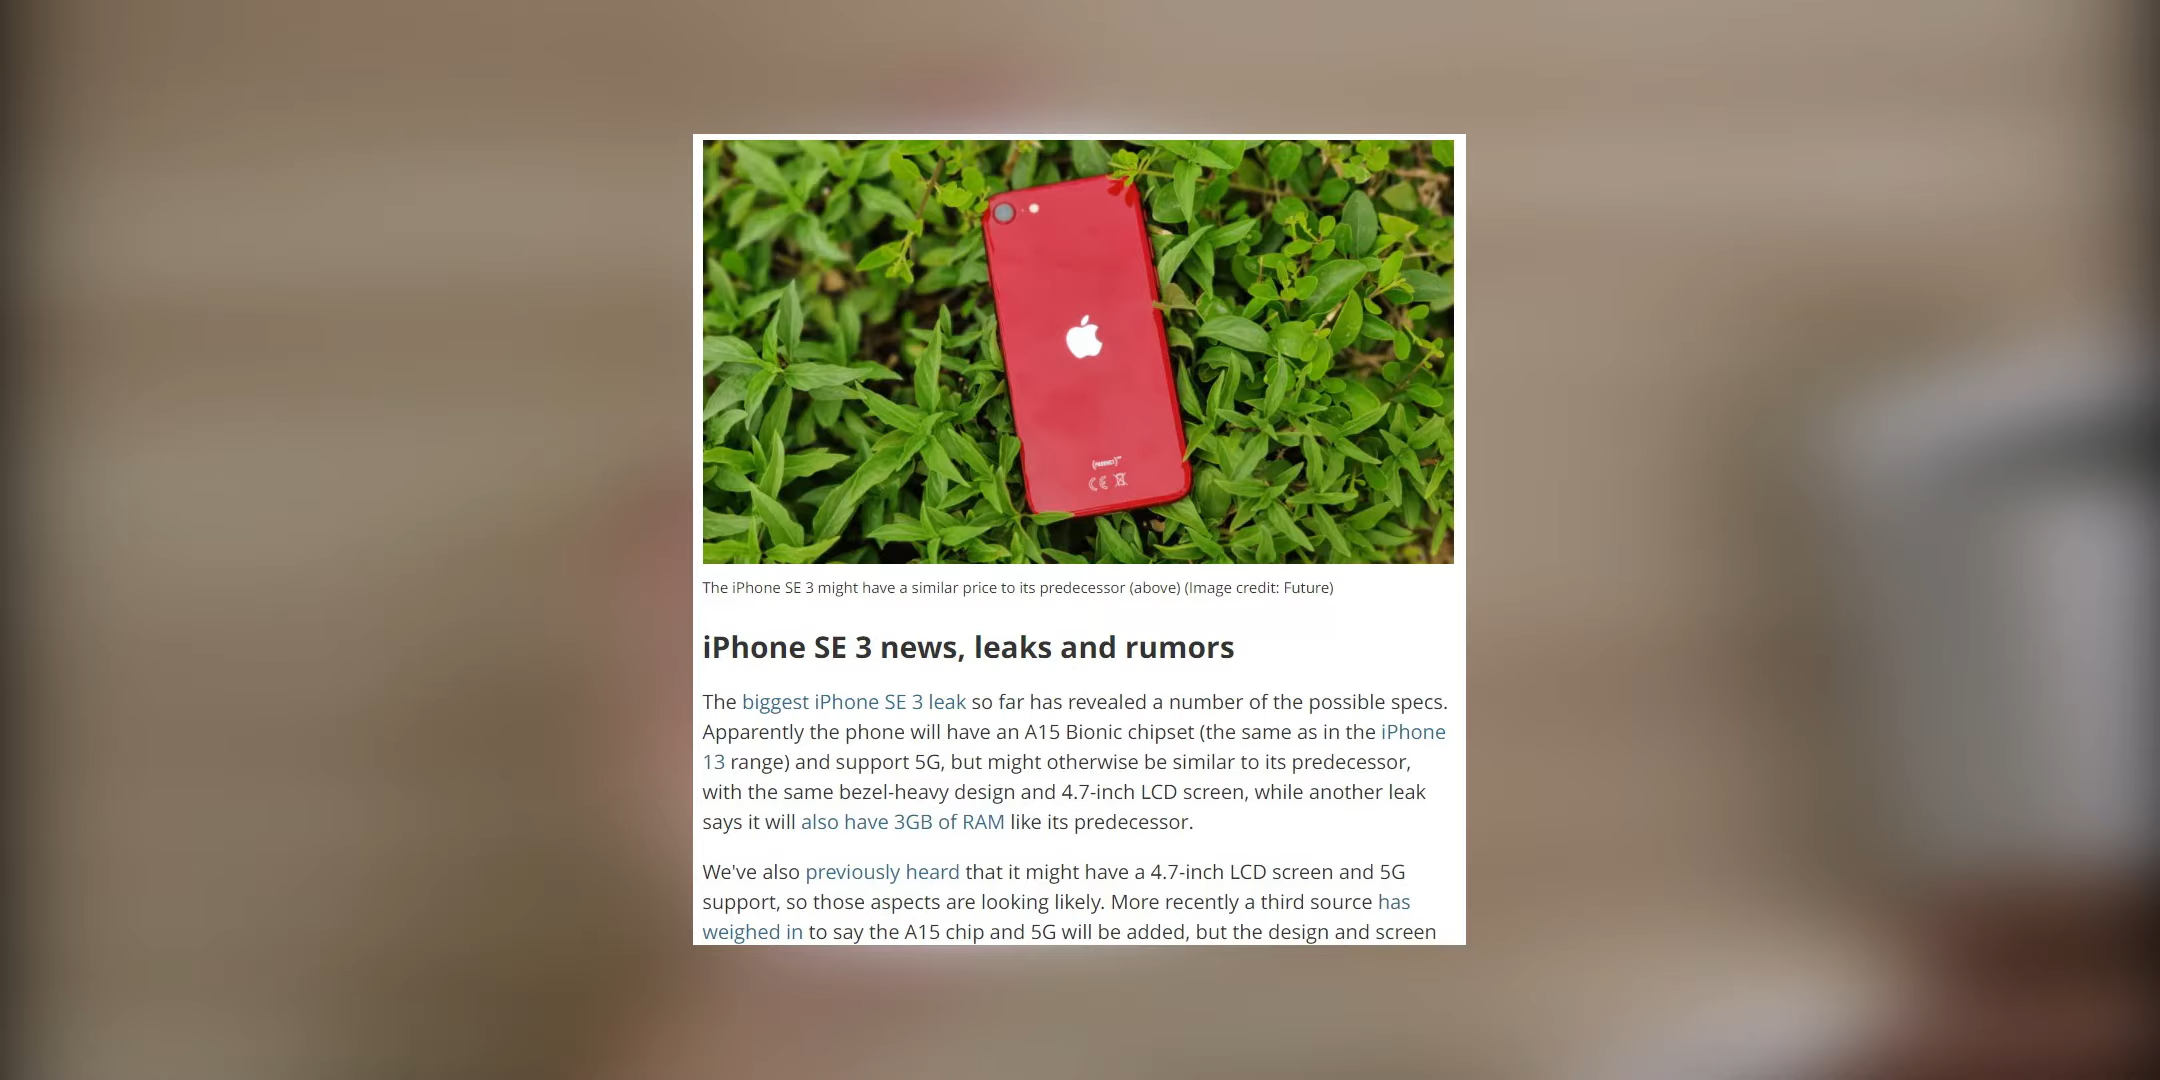 (PRODUCT)
CE
The iPhone SE 3 might have a similar price to its predecessor (above) (Image credit: Future)
iPhone SE 3 news, leaks and rumors
The biggest iPhone SE 3 leak so far has revealed a number of the possible specs.
Apparently the phone will have an A15 Bionic chipset (the same as in the iPhone
13 range) and support 5G, but might otherwise be similar to its predecessor,
with the same bezel-heavy design and 4.7-inch LCD screen, while another leak
says it will also have 3GB of RAM like its predecessor.
We've also previously heard that it might have a 4.7-inch LCD screen and 5G
support, so those aspects are looking likely. More recently a third source has
weighed in to say the A15 chip and 5G will be added, but the design and screen